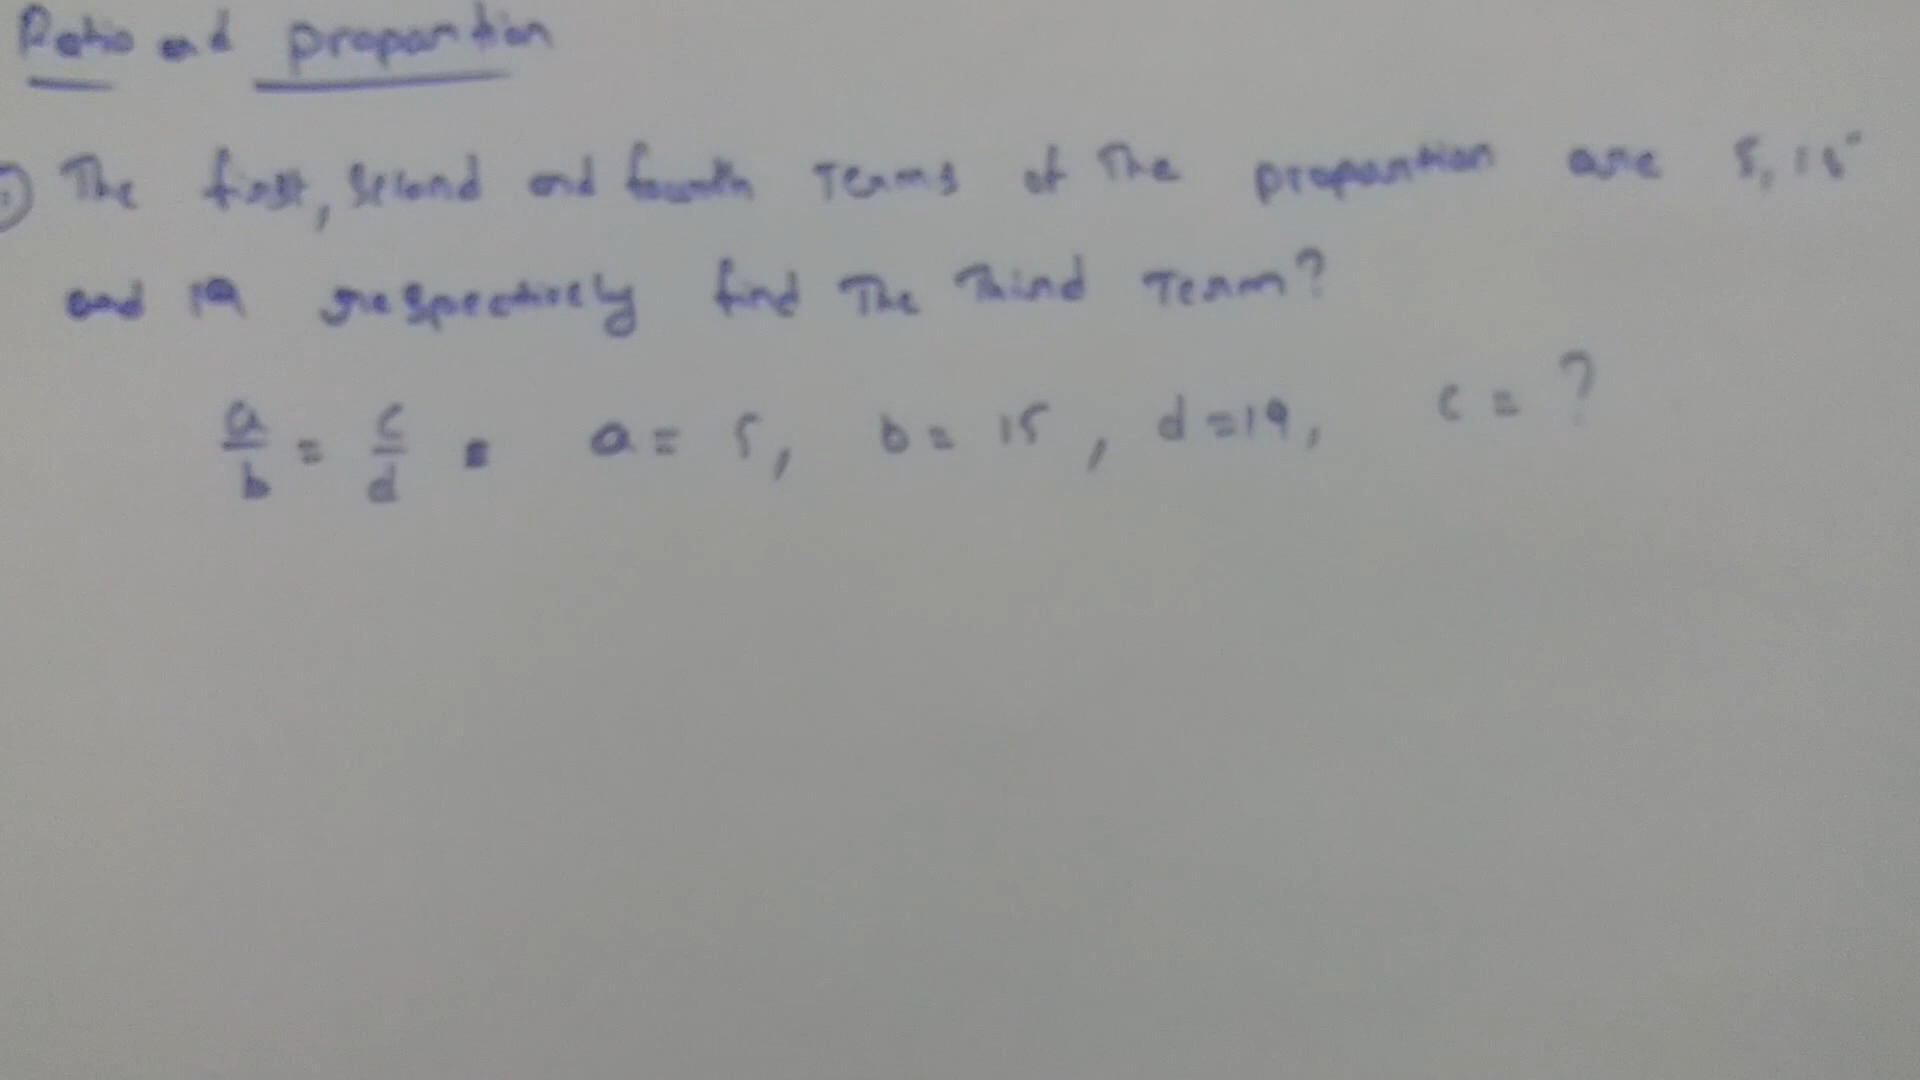 Ratio and proportion
The first, second and fourth Terms of The proportion are 5, 15
and 19 respectively find The Third Term?
a/b = c/d a = 5, b = 15, d = 19, c = ?